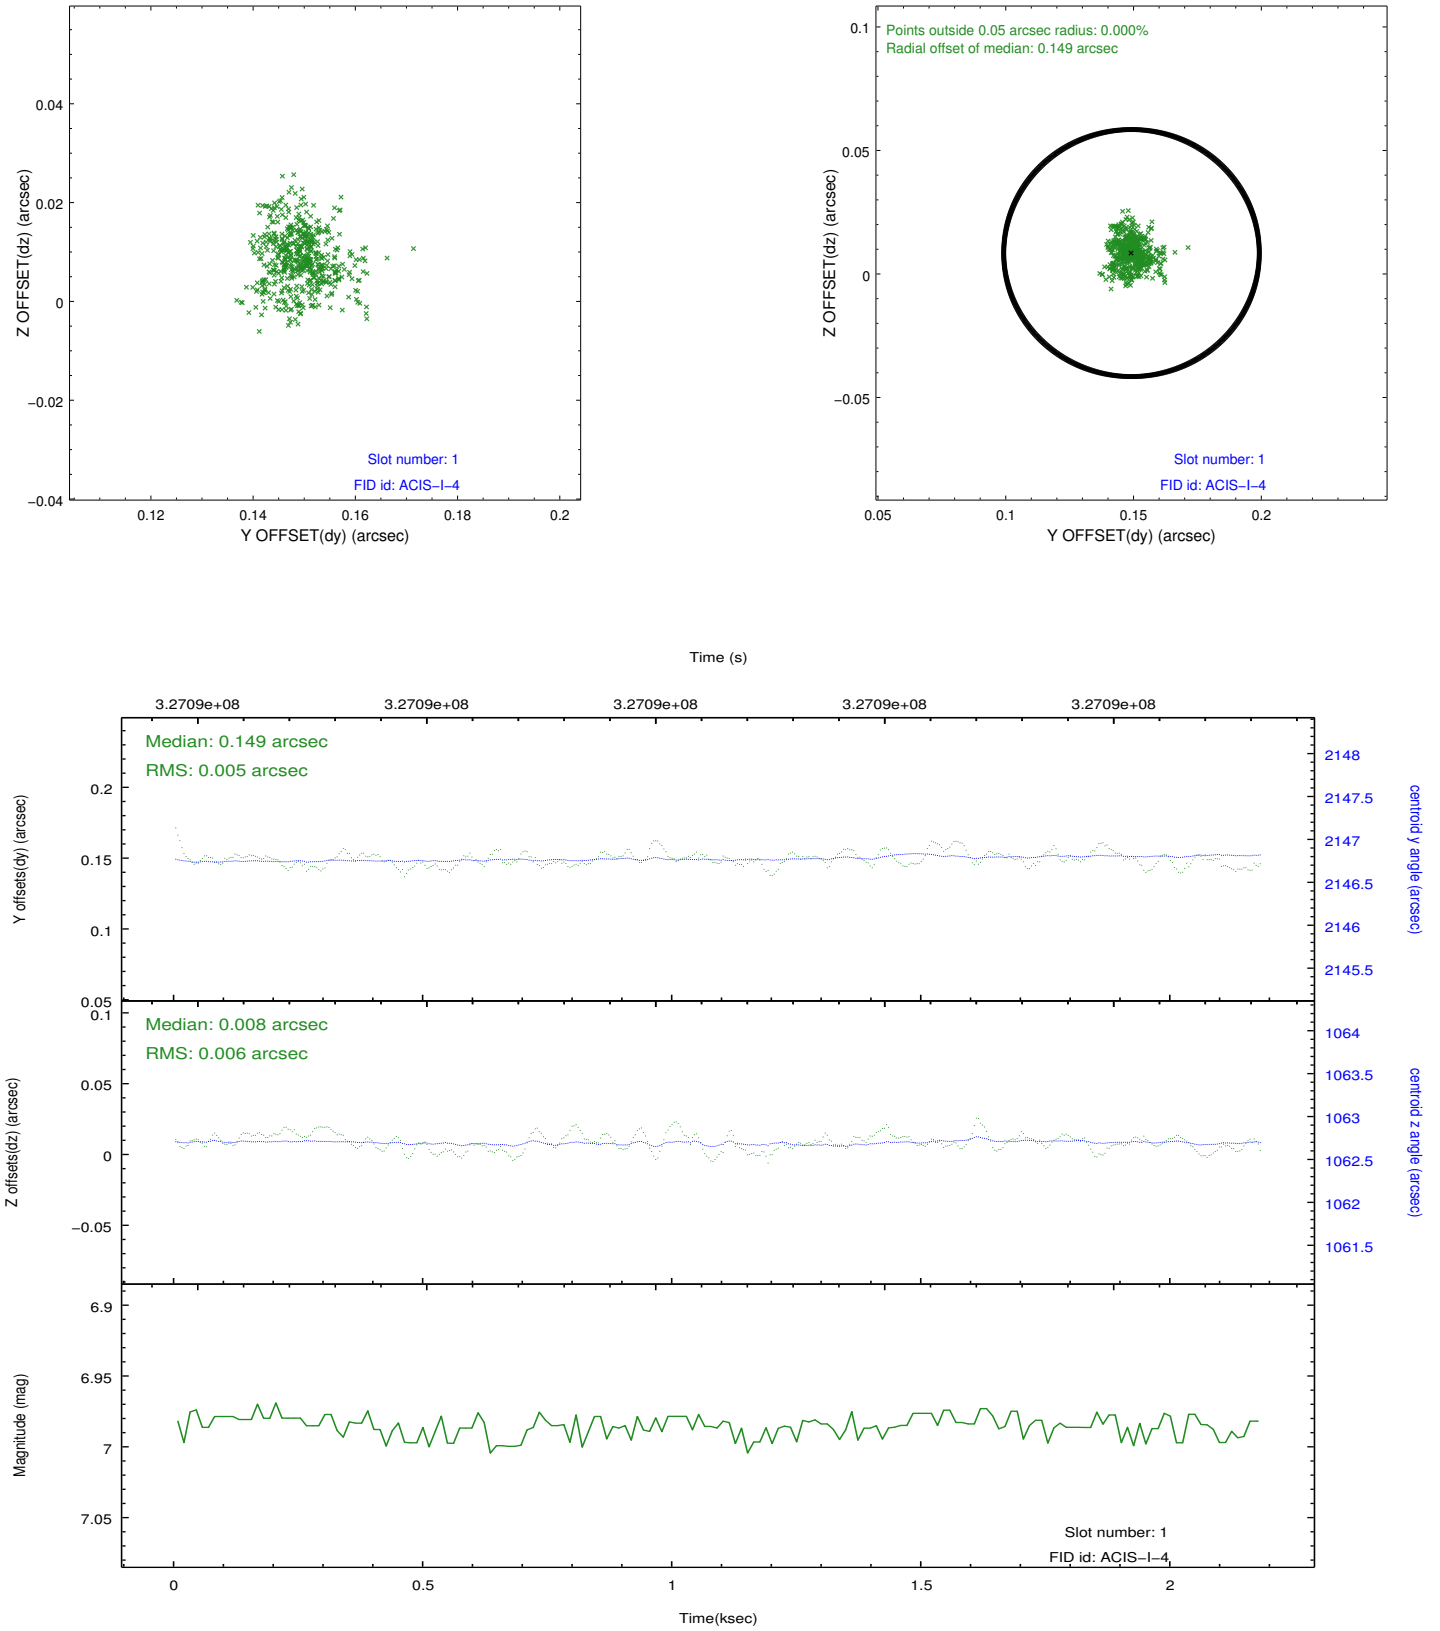 0.04
0.02
0
−0.02
−0.04
Z OFFSET(dz) (arcsec)
Slot number: 1
FID id: ACIS−I−4
0.12
0.14
0.16
0.18
0.2
Y OFFSET(dy) (arcsec)
Points outside 0.05 arcsec radius: 0.000%
Radial offset of median: 0.149 arcsec
0.1
0.05
0
−0.05
Z OFFSET(dz) (arcsec)
Slot number: 1
FID id: ACIS−I−4
0.05
0.1
0.15
0.2
Y OFFSET(dy) (arcsec)
Time (s)
3.2709e+08
3.2709e+08
3.2709e+08
3.2709e+08
3.2709e+08
Median: 0.149 arcsec
RMS: 0.005 arcsec
0.2
0.15
0.1
0.05
Y offsets(dy) (arcsec)
2148
2147.5
2147
2146.5
2146
2145.5
centroid y angle (arcsec)
Median: 0.008 arcsec
RMS: 0.006 arcsec
0.1
0.05
0
−0.05
Z offsets(dz) (arcsec)
1064
1063.5
1063
1062.5
1062
1061.5
centroid z angle (arcsec)
6.9
6.95
7
7.05
Magnitude (mag)
Slot number: 1
FID id: ACIS−I−4
0
0.5
1
1.5
2
Time(ksec)